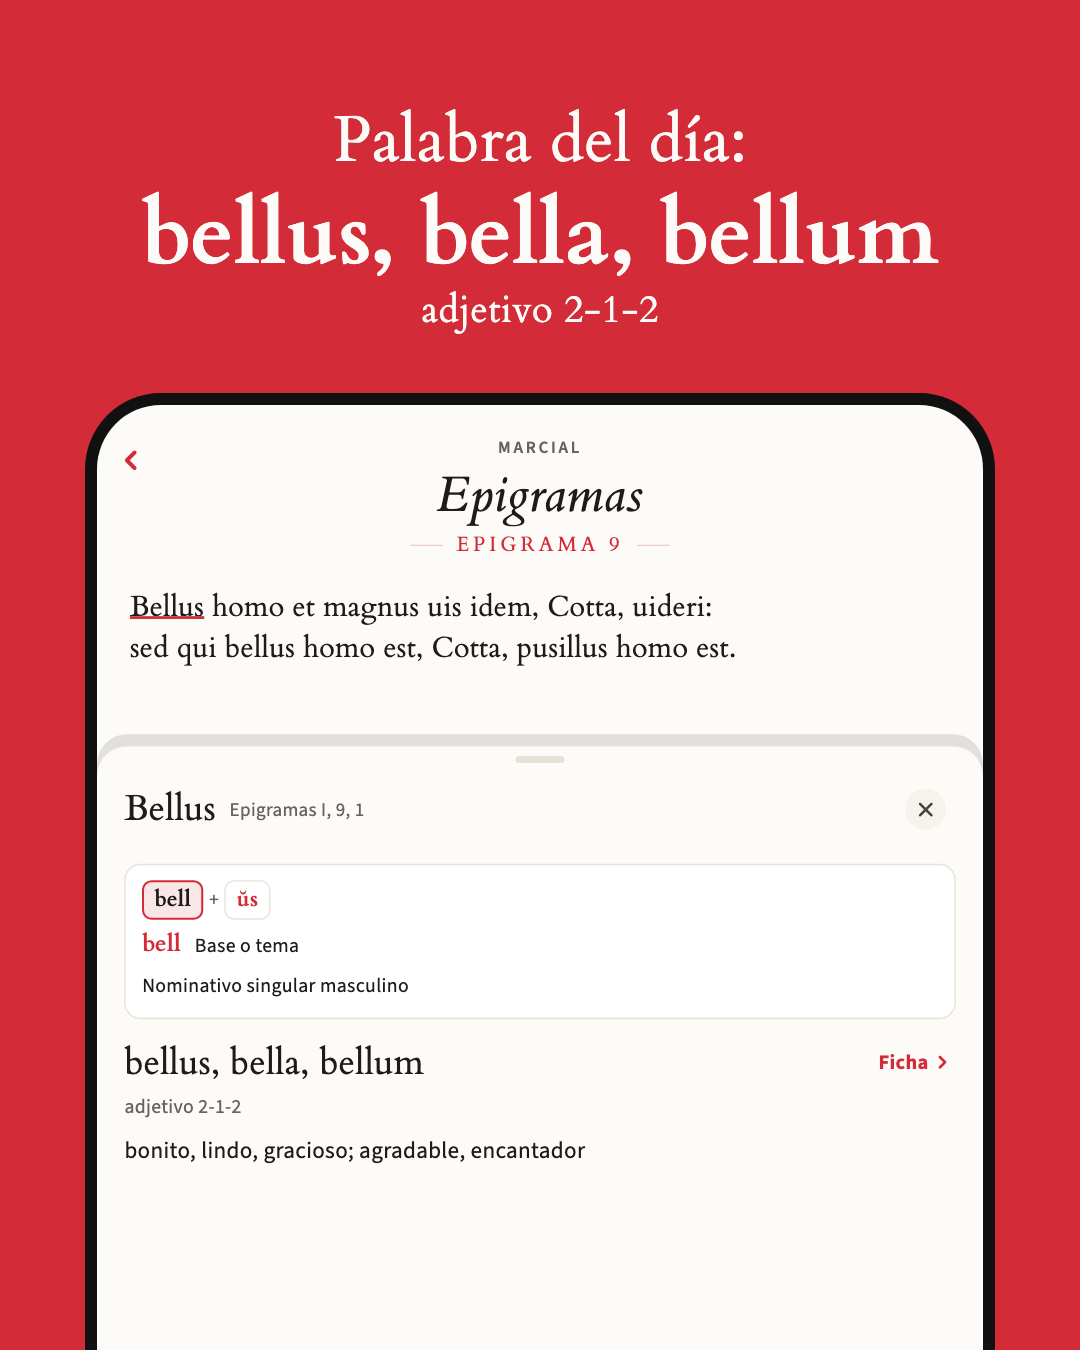 Palabra del día:
bellus, bella, bellum
adjetivo 2-1-2
MARCIAL
Epigramas
EPIGRAMA 9
Bellus homo et magnus uis idem, Cotta, uideri:
sed qui bellus homo est, Cotta, pusillus homo est.
Bellus Epigramas I, 9, 1
bell + ŭs
bell Base o tema
Nominativo singular masculino
bellus, bella, bellum Ficha
adjetivo 2-1-2
bonito, lindo, gracioso; agradable, encantador